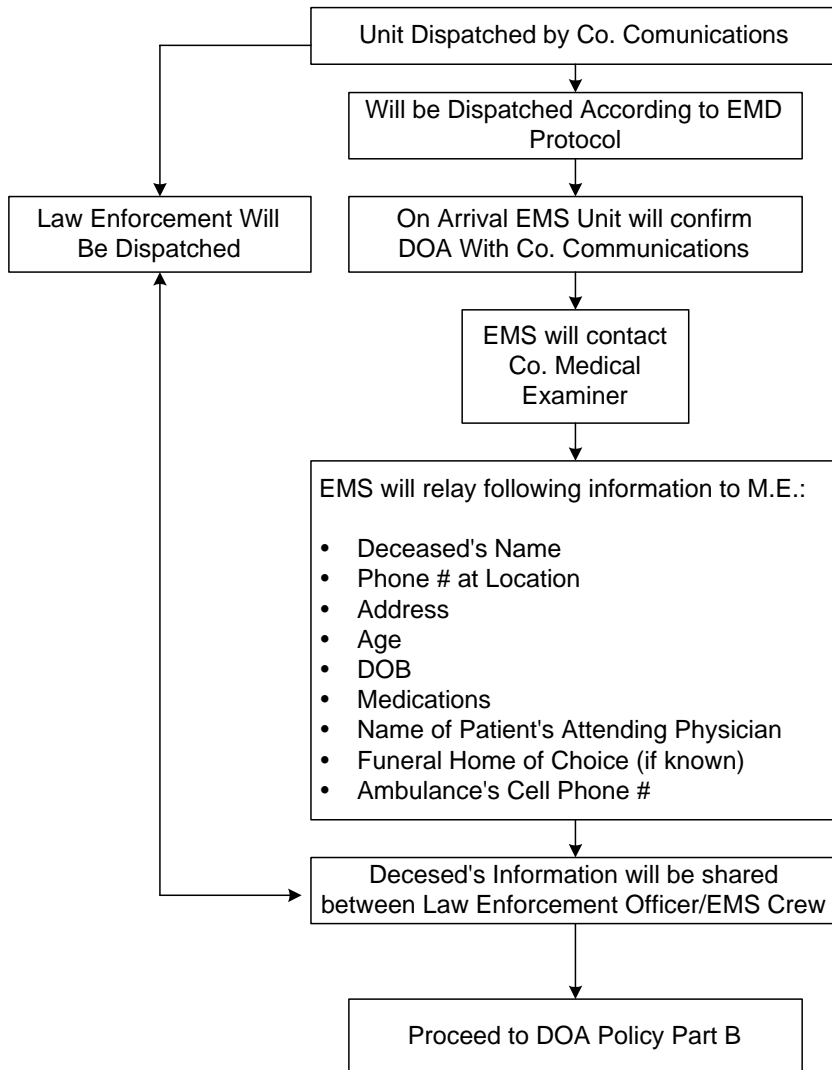 Unit Dispatched by Co. Comunications
Will be Dispatched According to EMD
Protocol
Law Enforcement Will
Be Dispatched
On Arrival EMS Unit will confirm
DOA With Co. Communications
EMS will contact
Co. Medical
Examiner
EMS will relay following information to M.E.:
• Deceased's Name
• Phone # at Location
• Address
• Age
• DOB
• Medications
• Name of Patient's Attending Physician
• Funeral Home of Choice (if known)
• Ambulance's Cell Phone #
Decesed's Information will be shared
between Law Enforcement Officer/EMS Crew
Proceed to DOA Policy Part B